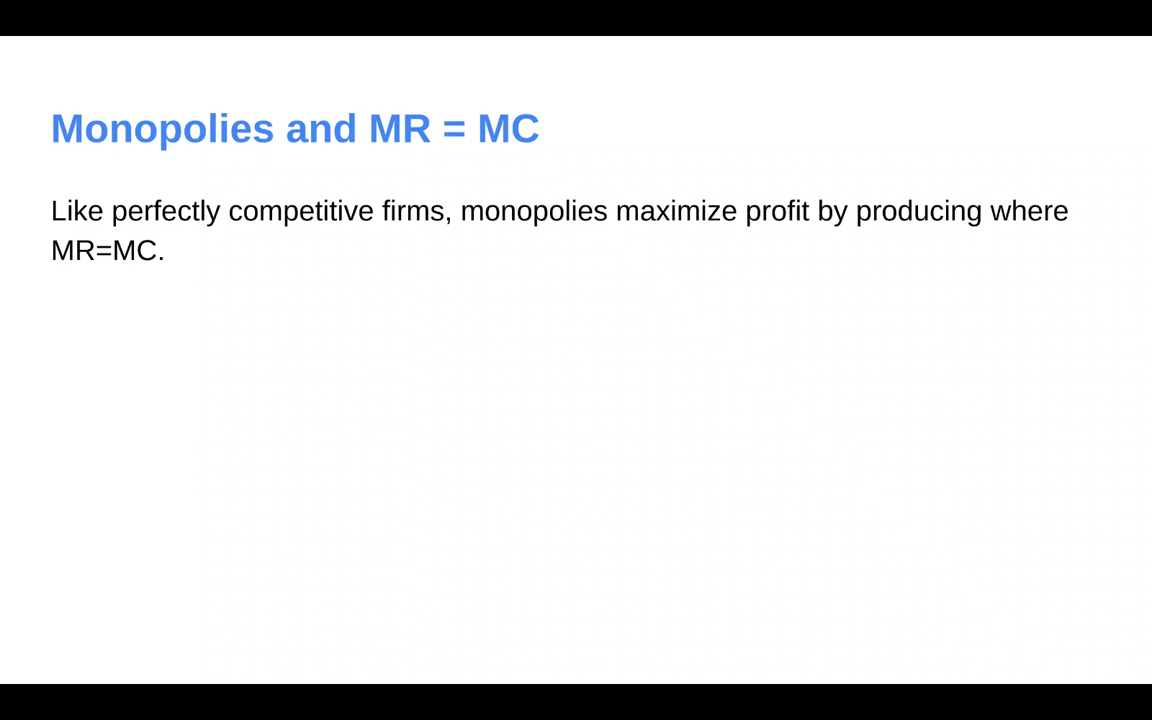 Monopolies and MR = MC
Like perfectly competitive firms, monopolies maximize profit by producing where
MR=MC.